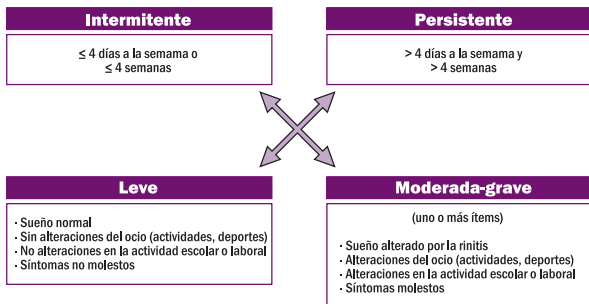 Intermitente
≤ 4 días a la semama o
≤ 4 semanas
Persistente
> 4 días a la semama y
> 4 semanas
Leve
· Sueño normal
· Sin alteraciones del ocio (actividades, deportes)
· No alteraciones en la actividad escolar o laboral
· Síntomas no molestos
Moderada-grave
(uno o más ítems)
· Sueño alterado por la rinitis
· Alteraciones del ocio (actividades, deportes)
· Alteraciones en la actividad escolar o laboral
· Síntomas molestos